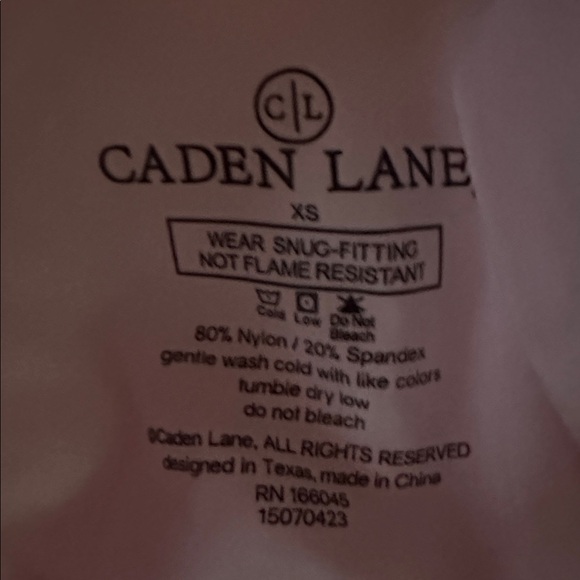 C|L
CADEN LANE
XS
WEAR SNUG-FITTING
NOT FLAME RESISTANT
Cold Low Do Not
Bleach
80% Nylon / 20% Spandex
gentle wash cold with like colors
tumble dry low
do not bleach
©Caden Lane, ALL RIGHTS RESERVED
designed in Texas, made in China
RN 166045
15070423